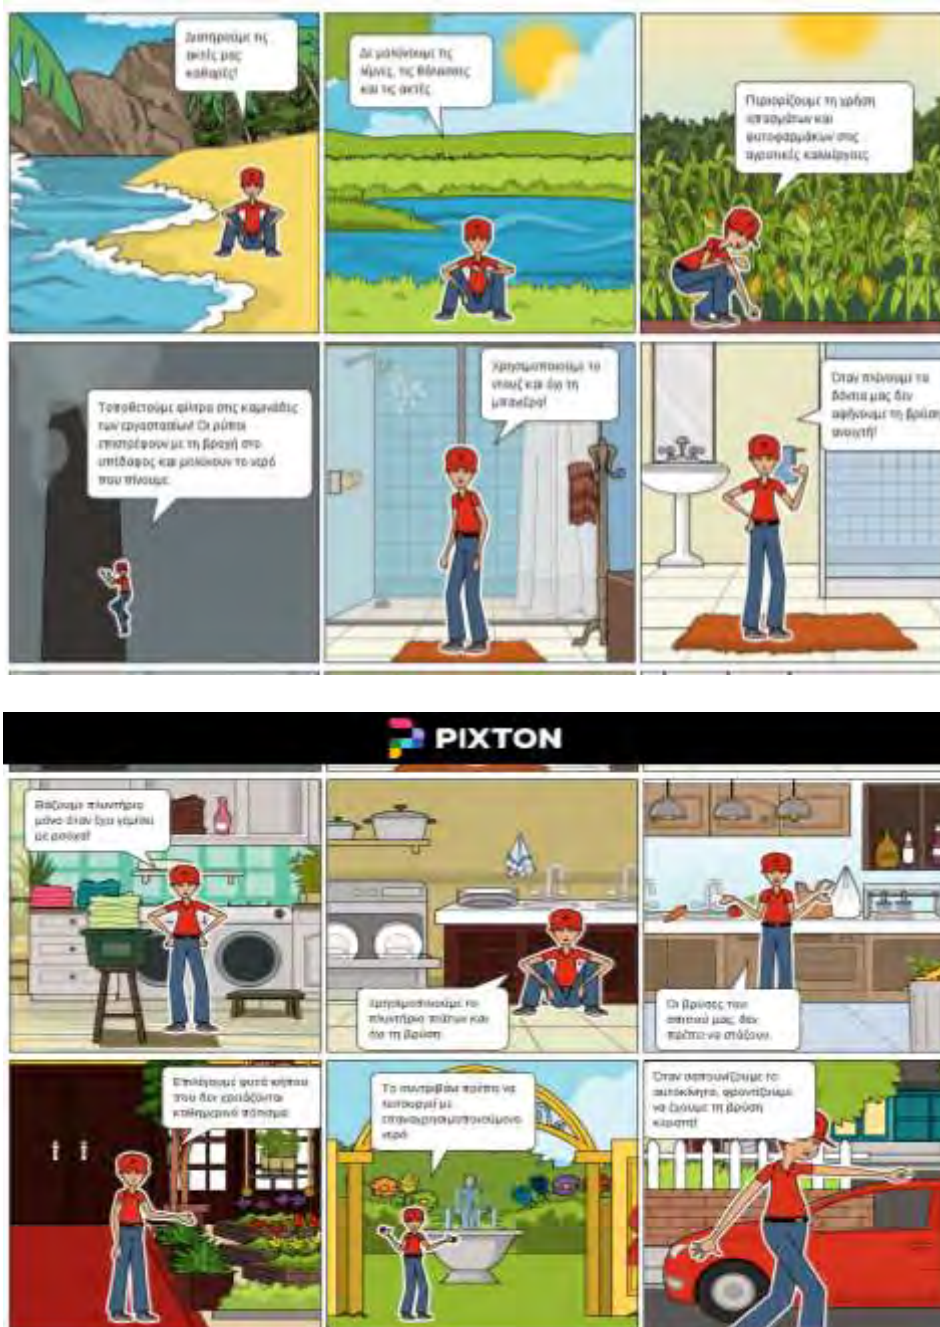 Διατηρούμε τις
ακτές μας
καθαρές!
Δε μολύνουμε τις
λίμνες, τις θάλασσες
και τις ακτές
Περιορίζουμε τη χρήση
λιπασμάτων και
φυτοφαρμάκων στις
αγροτικές καλλιέργειες.
Τοποθετούμε φίλτρα στις καμινάδες
των εργοστασίων! Οι ρύποι
επιστρέφουν με τη βροχή στο
υπέδαφος και μολύνουν το νερό
που πίνουμε.
Χρησιμοποιούμε το
ντουζ και όχι τη
μπανιέρα!
Όταν πλένουμε τα
δόντια μας δεν
αφήνουμε τη βρύση
ανοιχτή!
PIXTON
Βάζουμε πλυντήριο
μόνο όταν έχει γεμίσει
με ρούχα!
Χρησιμοποιούμε το
πλυντήριο πιάτων και
όχι τη βρύση.
Οι βρύσες του
σπιτιού μας, δεν
πρέπει να στάζουν.
Επιλέγουμε φυτά κήπου
που δεν χρειάζονται
καθημερινό πότισμα.
Το συντριβάνι πρέπει να
λειτουργεί με
επαναχρησιμοποιούμενο
νερό.
Όταν σαπουνίζουμε το
αυτοκίνητο, φροντίζουμε
να έχουμε τη βρύση
κλειστή!